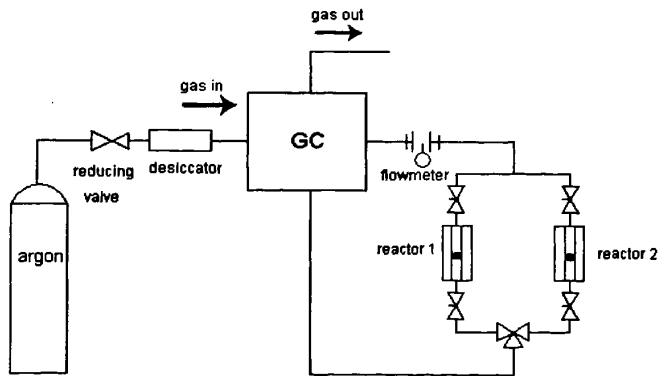 gas out
gas in
GC
reducing
valve
desiccator
flowmeter
argon
reactor 1
reactor 2